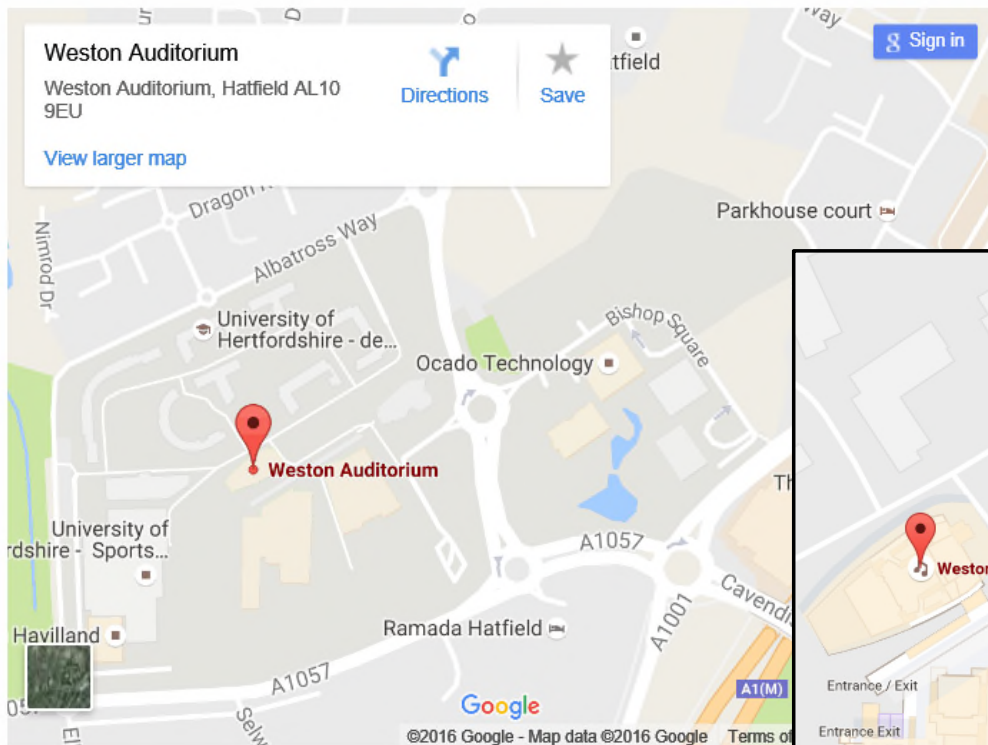 Weston Auditorium
Weston Auditorium, Hatfield AL10
9EU
View larger map
Directions
Save
Sign in
Way
tfield
Dragon
Nimrod Dr
Albatross Way
Parkhouse court
University of
Hertfordshire - de...
Bishop Square
Ocado Technology
Weston Auditorium
University of
rdshire - Sports...
A1057
Cavendi
A1001
Havilland
Ramada Hatfield
A1057
A1(M)
Selw
Google
©2016 Google - Map data ©2016 Google
Terms of
Weston
Entrance / Exit
Entrance Exit